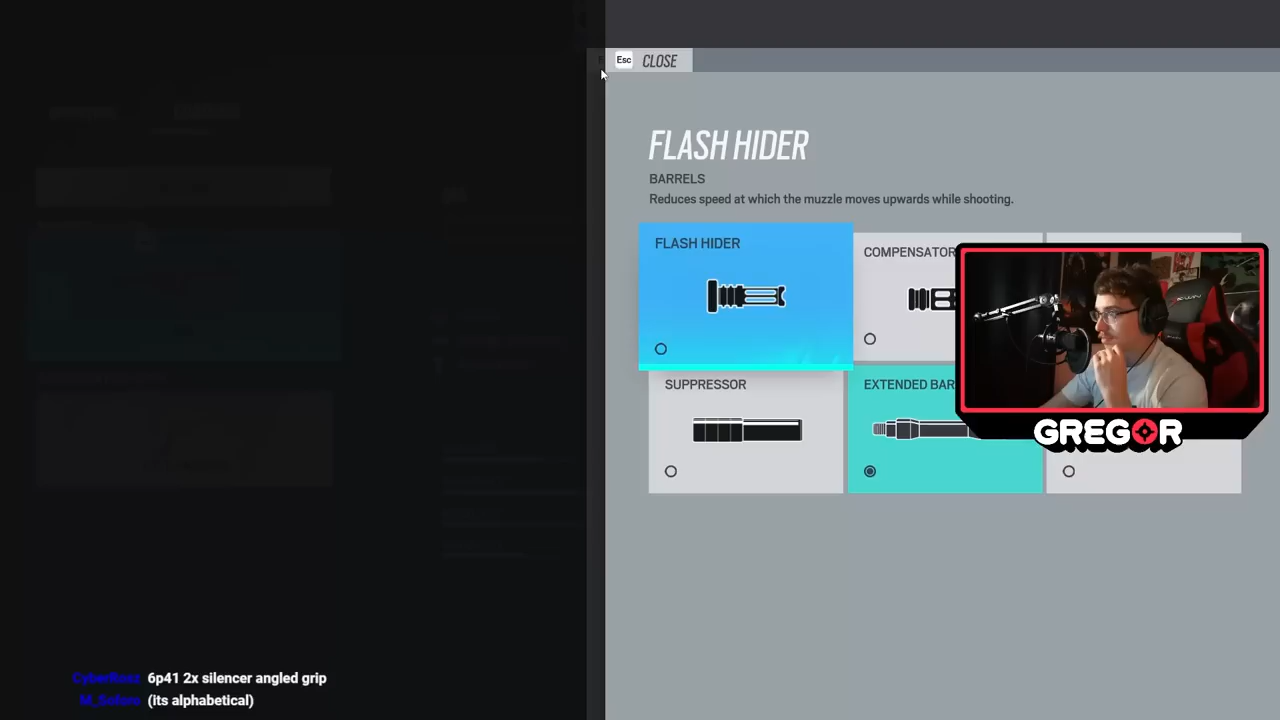 Esc CLOSE
FLASH HIDER
BARRELS
Reduces speed at which the muzzle moves upwards while shooting.
FLASH HIDER
COMPENSATOR
SUPPRESSOR
EXTENDED BAR
GREGOR
6p41 2x silencer angled grip
(its alphabetical)